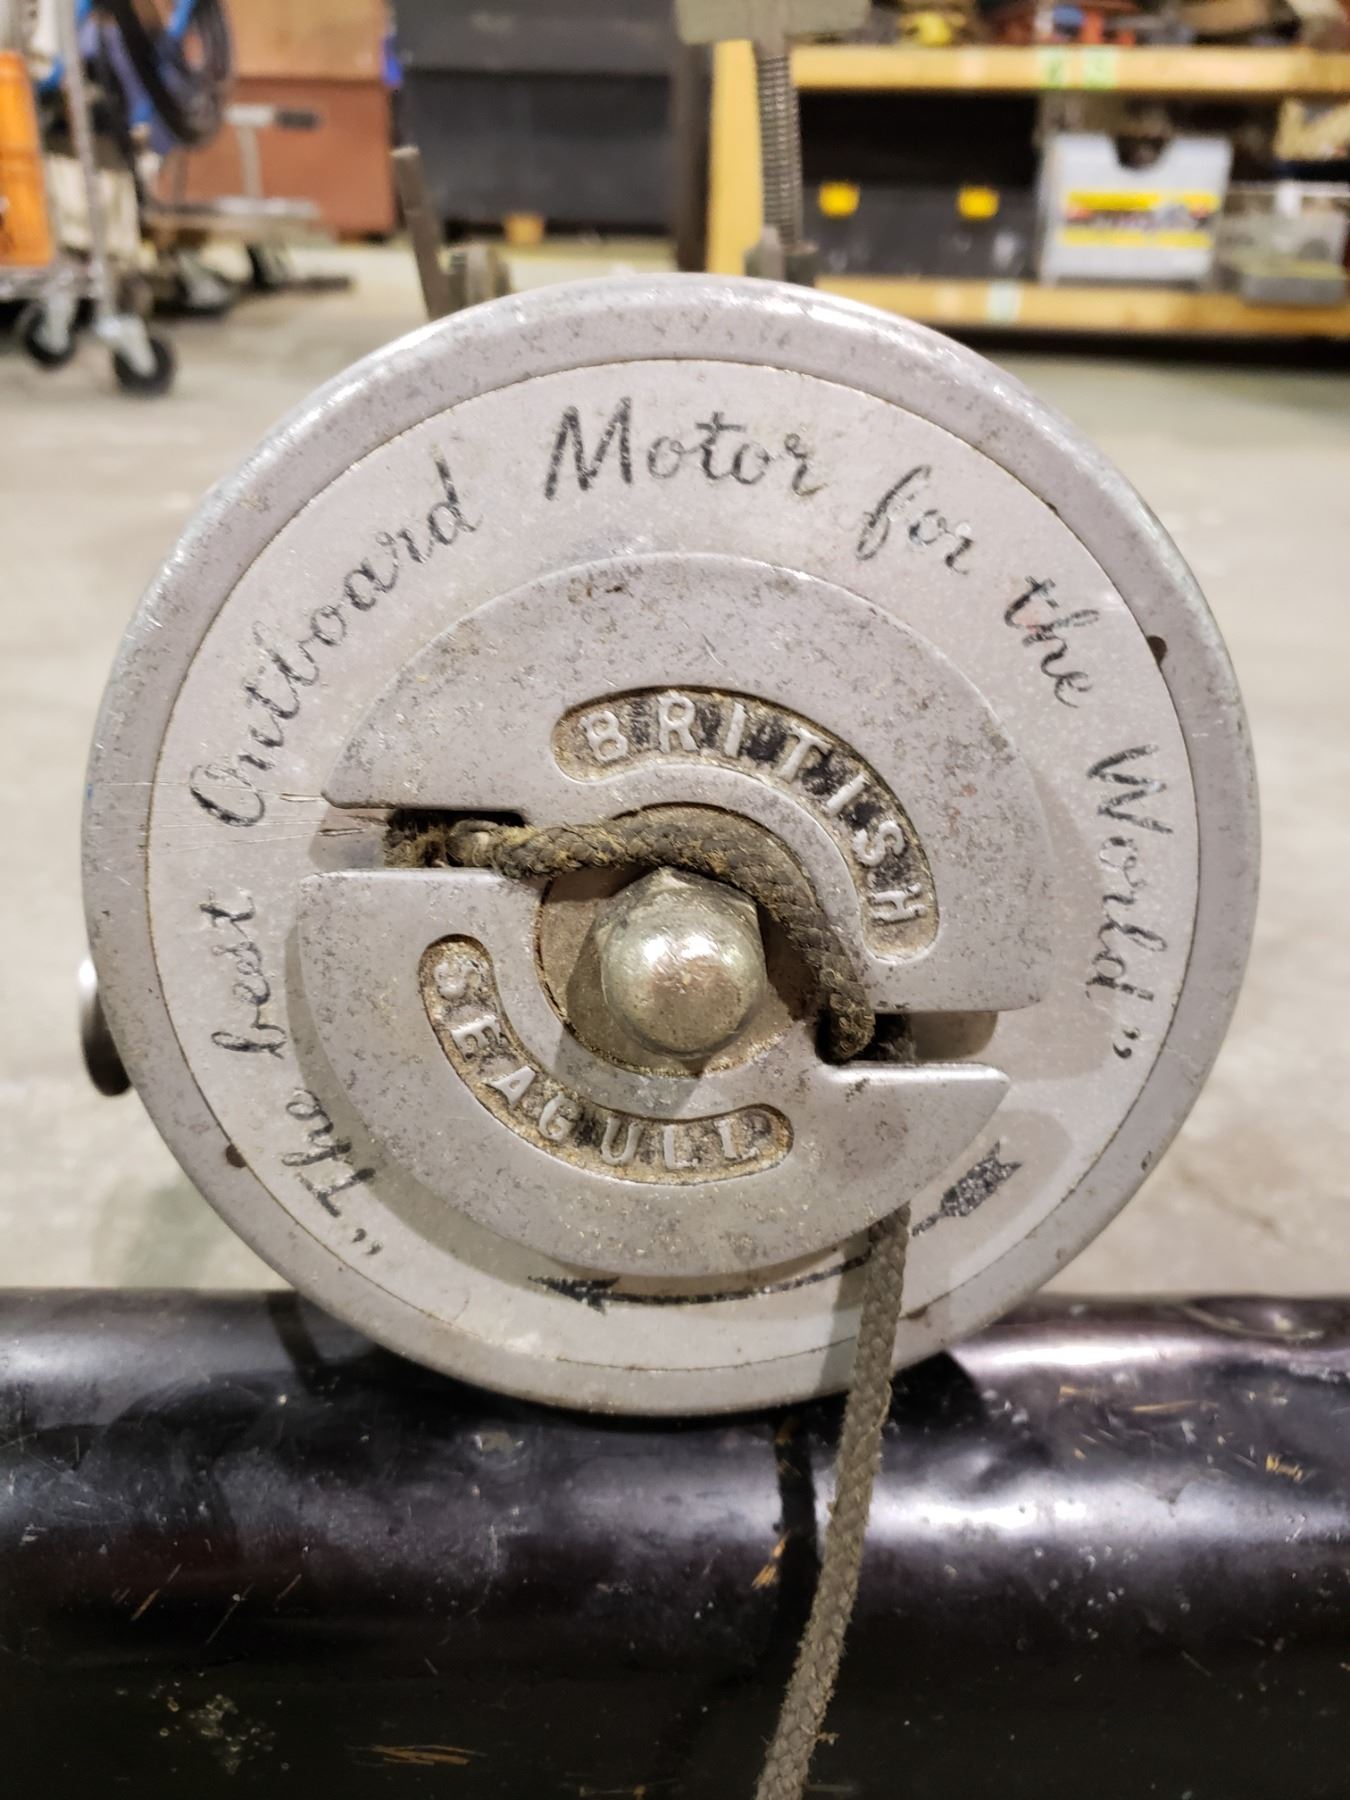 "The best Outboard Motor for the World"
BRITISH
SEAGULL